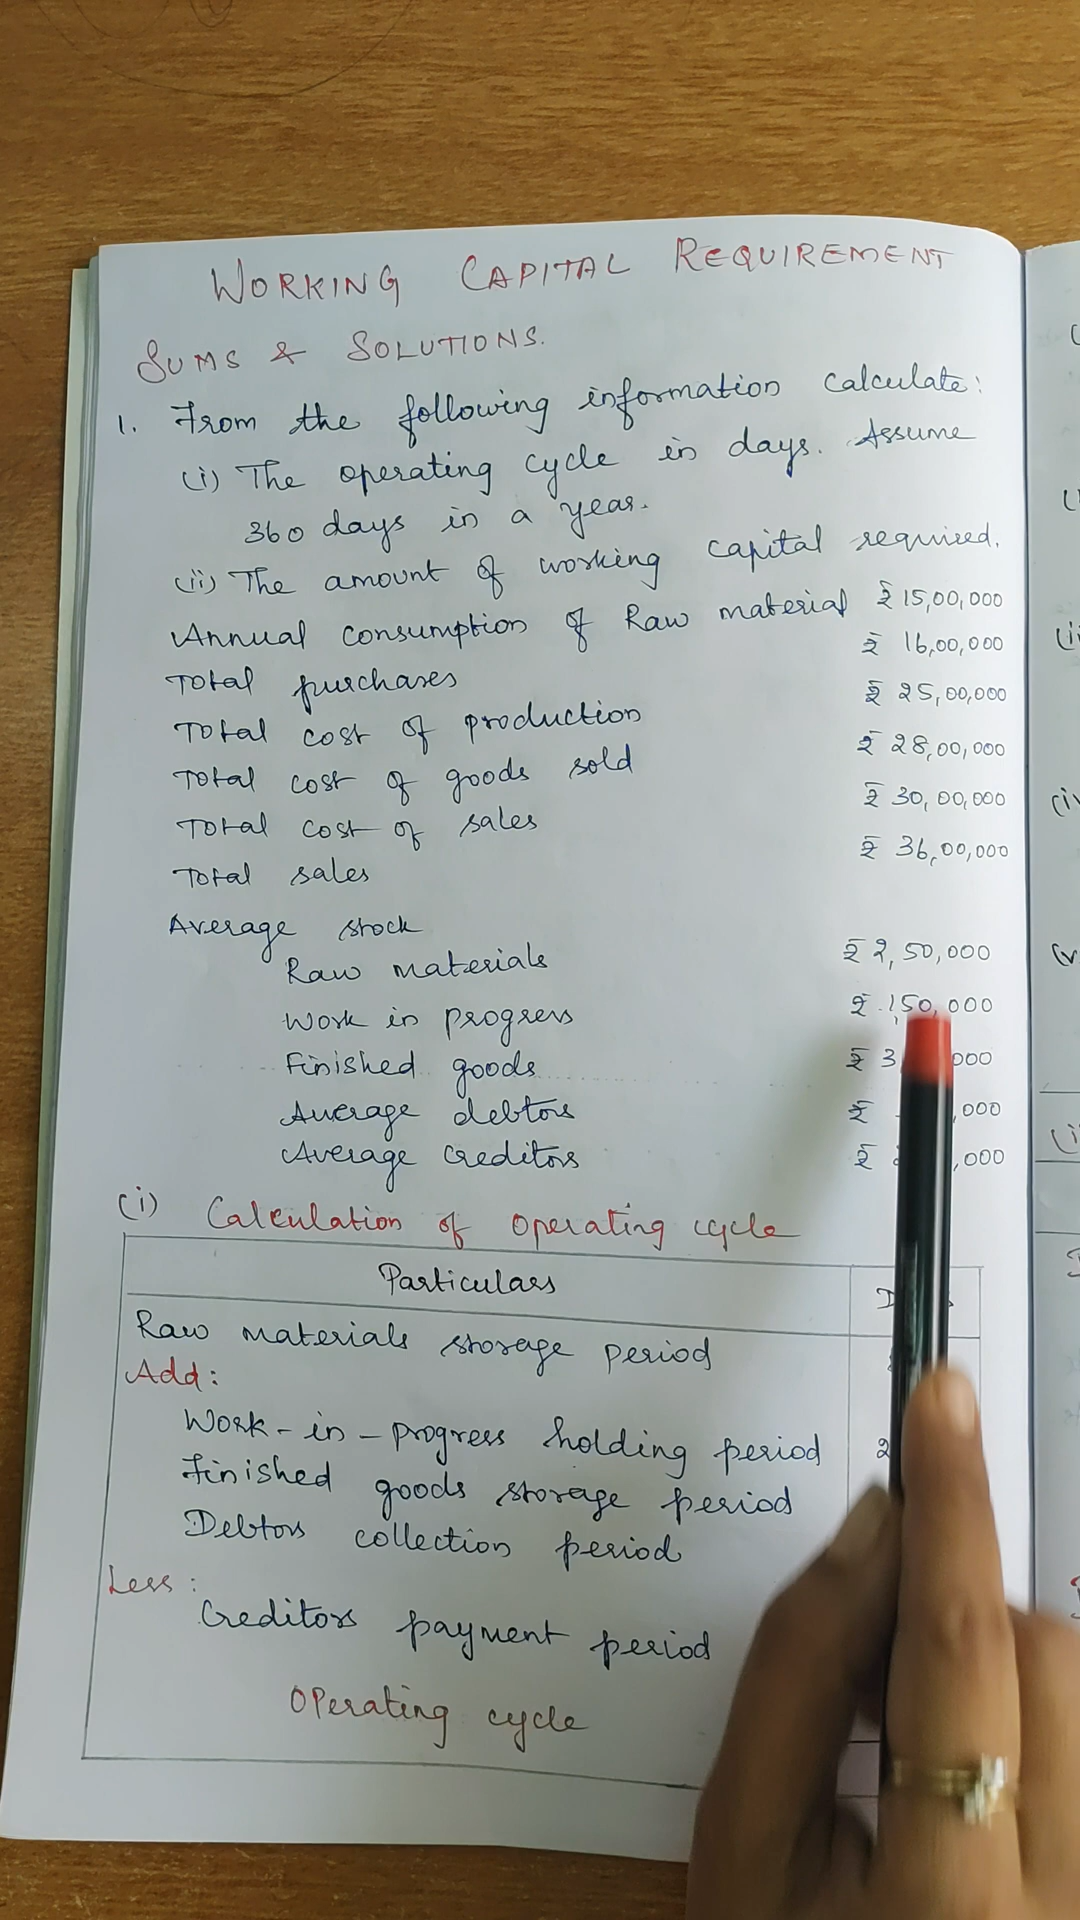 WORKING CAPITAL REQUIREMENT
SUMS & SOLUTIONS.
1. From the following information calculate:
(i) The operating cycle in days. Assume
360 days in a year.
(ii) The amount of working capital required.
Annual consumption of Raw material ₹ 15,00,000
Total purchases ₹ 16,00,000
Total cost of production ₹ 25,00,000
Total cost of goods sold ₹ 28,00,000
Total cost of sales ₹ 30,00,000
Total sales ₹ 36,00,000
Average stock
Raw materials ₹ 2,50,000
Work in progress ₹ 1,50,000
Finished goods ₹
Average debtors ₹
Average creditors ₹
(i) Calculation of operating cycle
Particulars
Raw materials storage period
Add:
Work-in-progress holding period
Finished goods storage period
Debtors collection period
Less:
Creditors payment period
Operating cycle